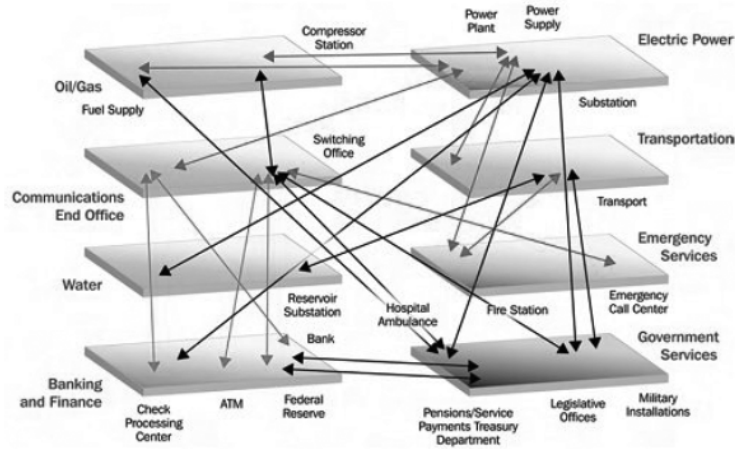 Power
Plant
Power
Supply
Compressor
Station
Electric Power
Oil/Gas
Fuel Supply
Substation
Switching
Office
Transportation
Communications
End Office
Transport
Emergency
Services
Water
Reservoir
Substation
Hospital
Ambulance
Fire Station
Emergency
Call Center
Bank
Government
Services
Banking
and Finance
Check
Processing
Center
ATM
Federal
Reserve
Pensions/Service
Payments Treasury
Department
Legislative
Offices
Military
Installations